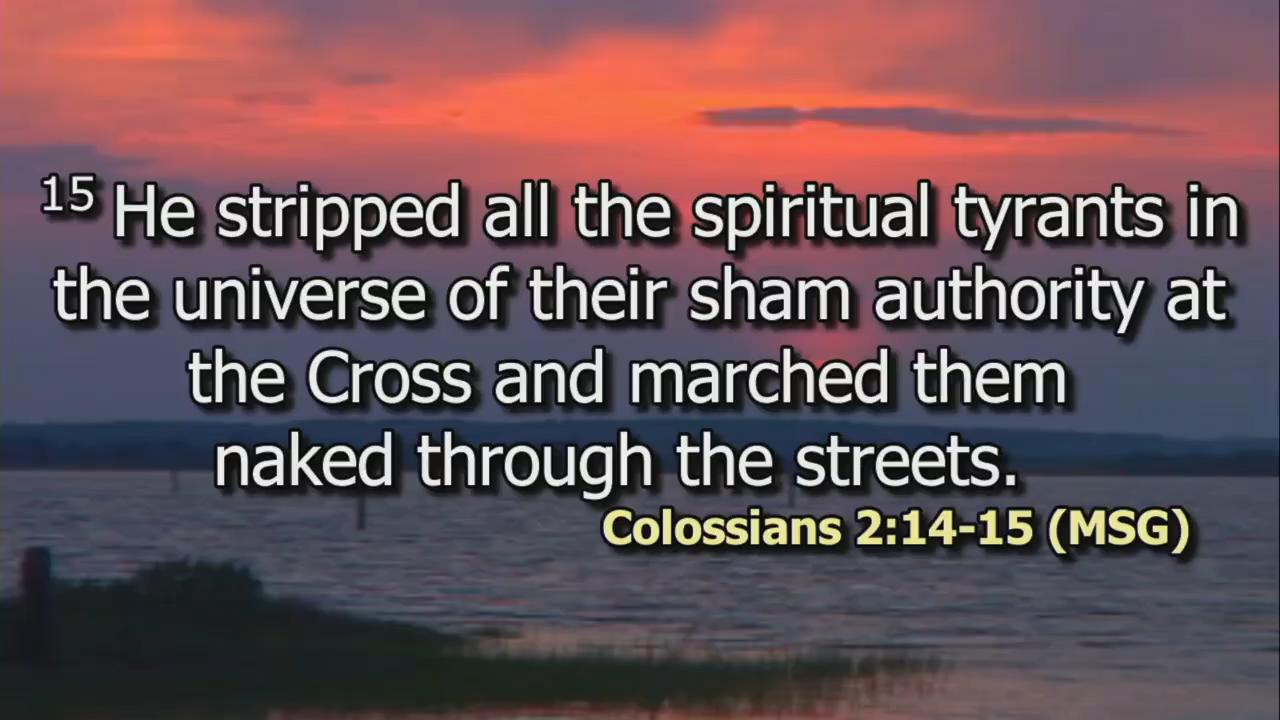 15 He stripped all the spiritual tyrants in
the universe of their sham authority at
the Cross and marched them
naked through the streets.
Colossians 2:14-15 (MSG)